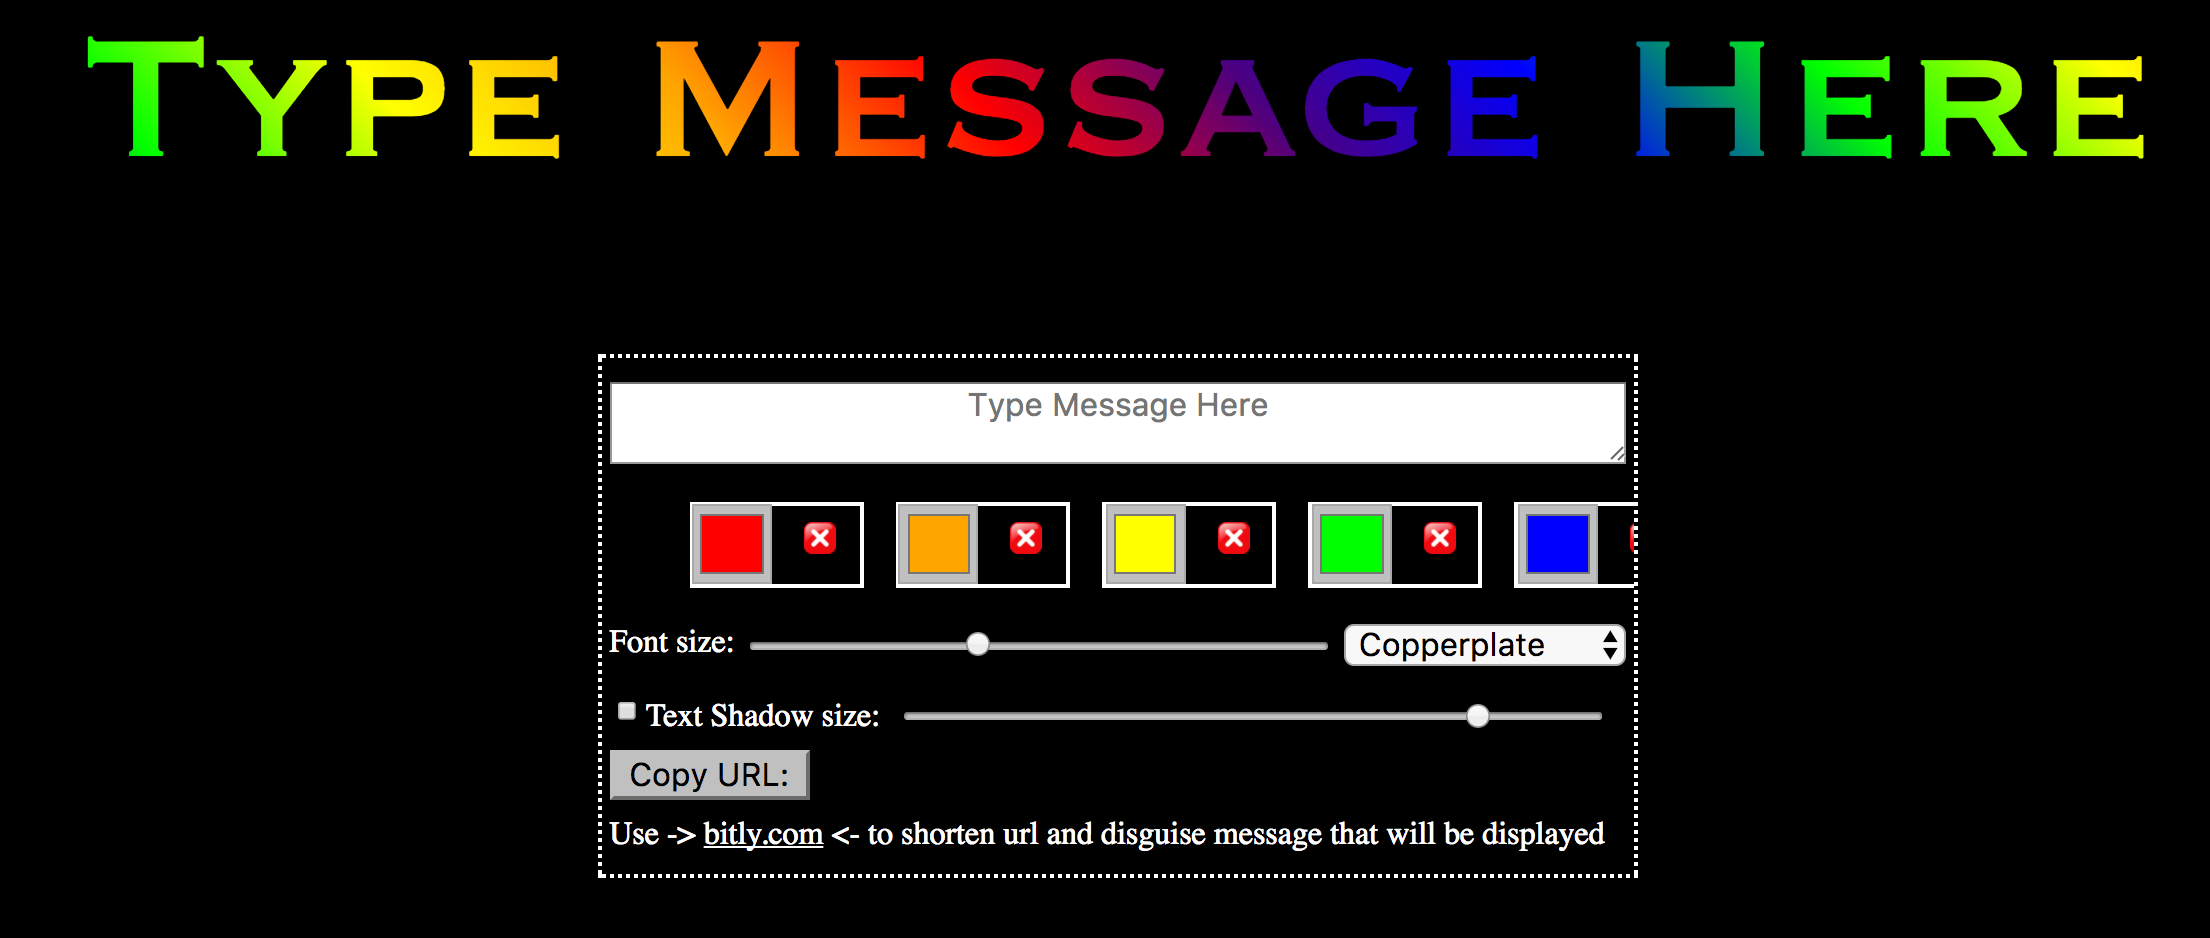 Type Message Here
Type Message Here
Font size: Copperplate
Text Shadow size:
Copy URL:
Use -> bitly.com <- to shorten url and disguise message that will be displayed